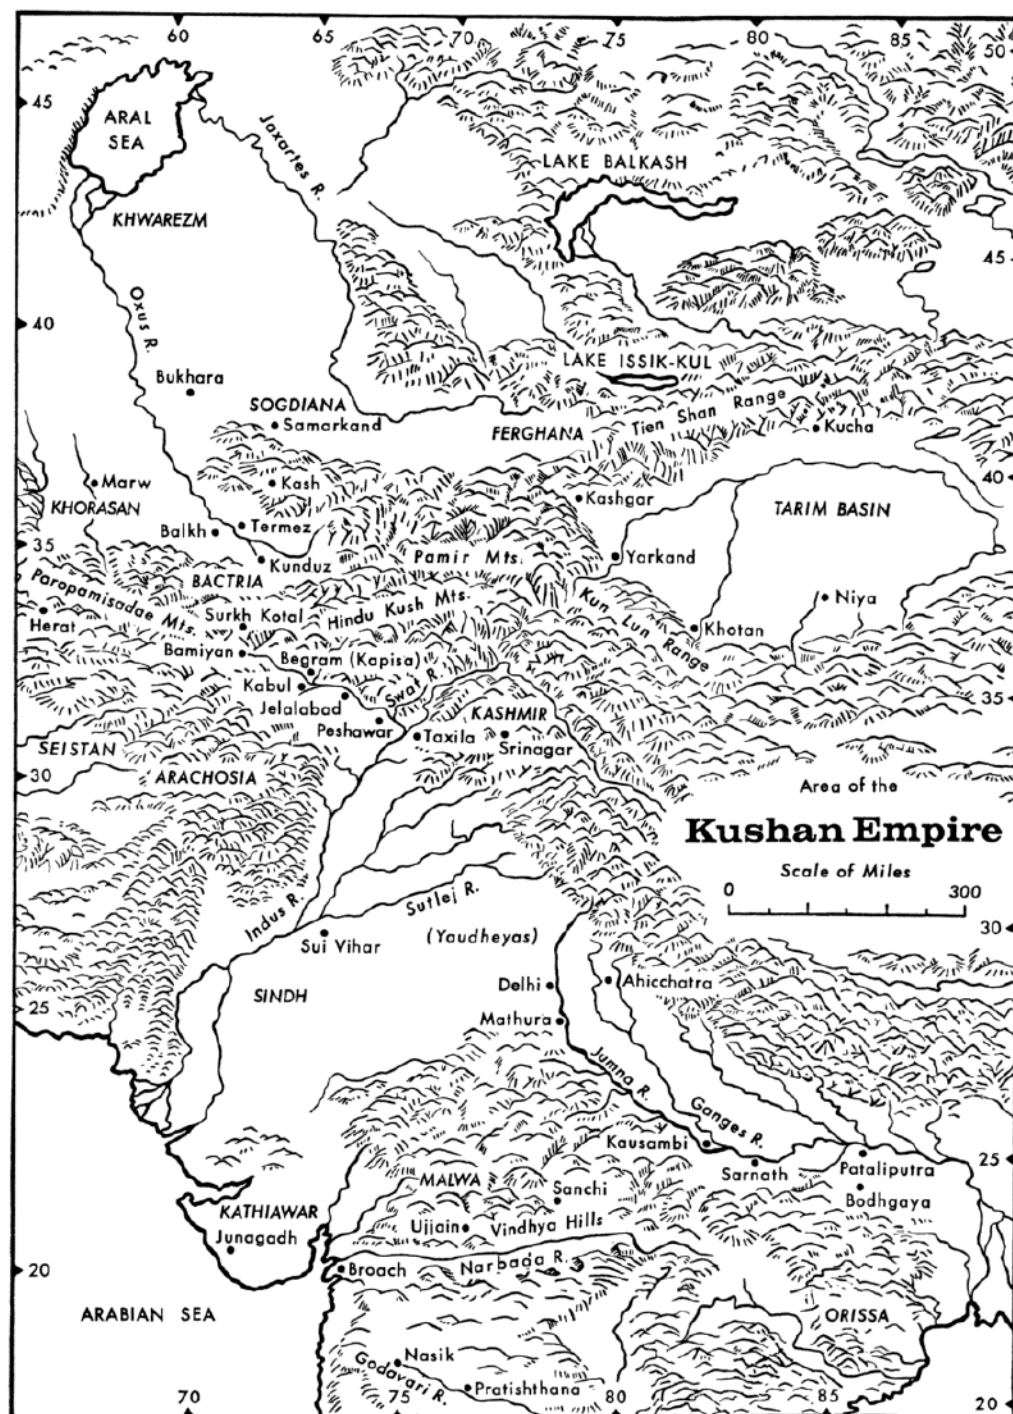 60
65
70
75
80
85
50
45
ARAL
SEA
Jaxartes R.
LAKE BALKASH
KHWAREZM
45
Oxus R.
40
LAKE ISSIK-KUL
Bukhara
Tien Shan Range
SOGDIANA
Samarkand
FERGHANA
Kucha
Marw
Kash
Kashgar
40
KHORASAN
TARIM BASIN
Termez
Balkh
35
Pamir Mts.
Yarkand
Kunduz
BACTRIA
Paropamisadae Mts.
Surkh Kotal
Hindu Kush Mts.
Kun Lun Range
Niya
Herat
Khotan
Bamiyan
Begram (Kapisa)
Kabul
Swat R.
35
Jelalabad
KASHMIR
Peshawar
Taxila
Srinagar
SEISTAN
30
ARACHOSIA
Area of the
Kushan Empire
Scale of Miles
0
300
Indus R.
Sutlej R.
30
Sui Vihar
(Yaudheyas)
SINDH
Delhi
Ahicchatra
25
Mathura
Jumna R.
Ganges R.
Kausambi
25
Sarnath
Pataliputra
MALWA
Sanchi
Bodhgaya
KATHIAWAR
Junagadh
Ujjain
Vindhya Hills
20
Broach
Narbada R.
ARABIAN SEA
ORISSA
Nasik
Godavari R.
Pratishthana
70
75
80
85
20